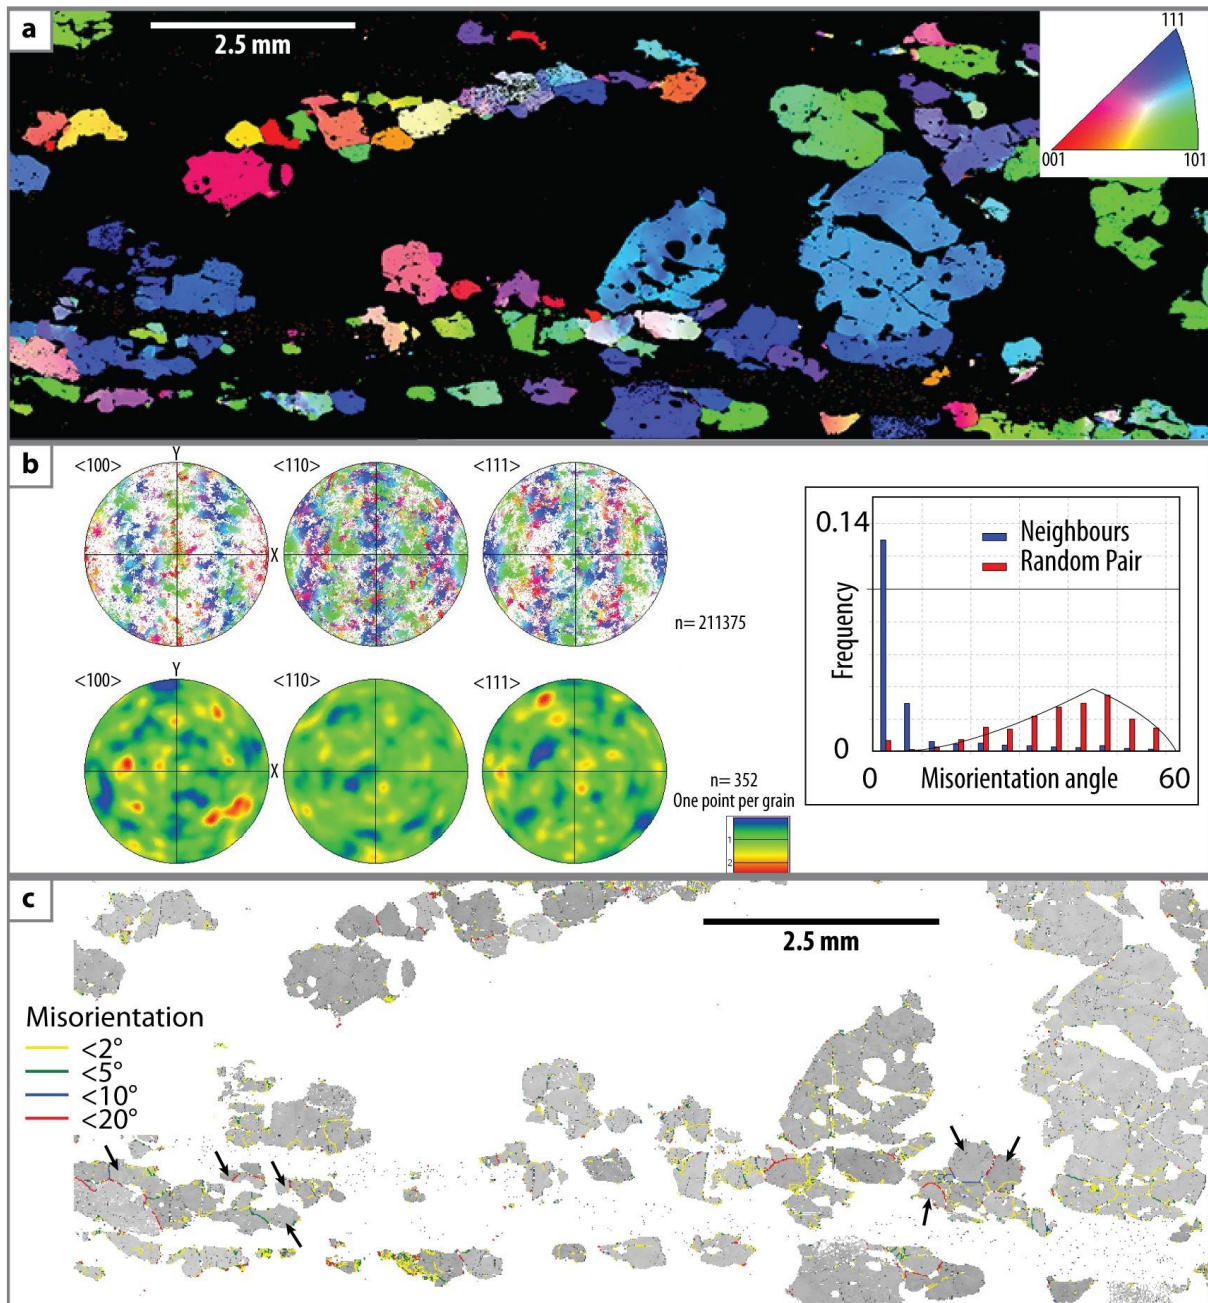 a
2.5 mm
111
001
101
b
<100>
Y
<110>
<111>
X
n= 211375
<100>
Y
<110>
<111>
X
n= 352
One point per grain
1
2
0.14
Neighbours
Random Pair
Frequency
0
0
Misorientation angle
60
c
2.5 mm
Misorientation
<2°
<5°
<10°
<20°